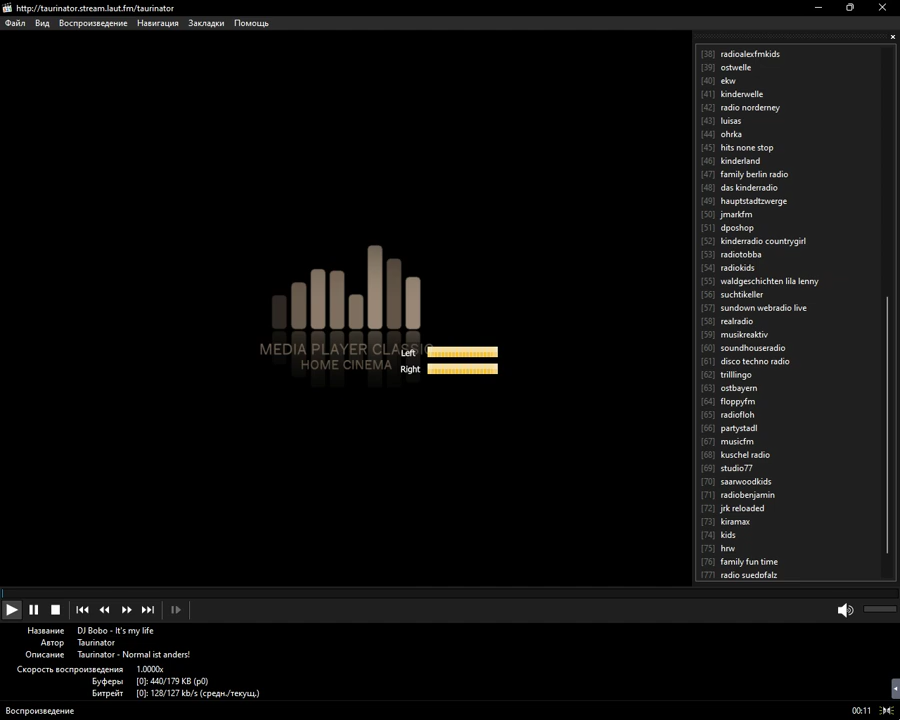 http://taurinator.stream.laut.fm/taurinator
Файл Вид Воспроизведение Навигация Закладки Помощь
[38] radioalexfmkids
[39] ostwelle
[40] ekw
[41] kinderwelle
[42] radio norderney
[43] luisas
[44] ohrka
[45] hits none stop
[46] kinderland
[47] family berlin radio
[48] das kinderradio
[49] hauptstadtzwerge
[50] jmarkfm
[51] dposhop
[52] kinderradio countrygirl
[53] radiotobba
[54] radiokids
[55] waldgeschichten lila lenny
[56] suchtikeller
[57] sundown webradio live
[58] realradio
[59] musikreaktiv
[60] soundhouseradio
[61] disco techno radio
[62] trilllingo
[63] ostbayern
[64] floppyfm
[65] radiofloh
[66] partystadl
[67] musicfm
[68] kuschel radio
[69] studio77
[70] saarwoodkids
[71] radiobenjamin
[72] jrk reloaded
[73] kiramax
[74] kids
[75] hrw
[76] family fun time
[77] radio suedpfalz
MEDIA PLAYER CLASSIC
HOME CINEMA
Left
Right
Название DJ Bobo - It's my life
Автор Taurinator
Описание Taurinator - Normal ist anders!
Скорость воспроизведения 1.0000x
Буферы [0]: 440/179 KB (p0)
Битрейт [0]: 128/127 kb/s (средн./текущ.)
Воспроизведение 00:11